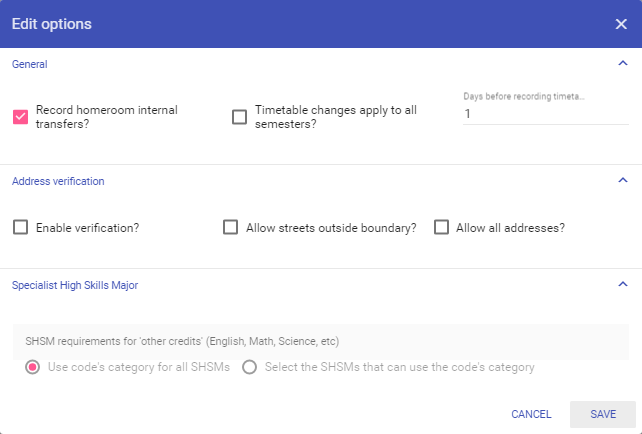 Edit options
General
Record homeroom internal
transfers?
Timetable changes apply to all
semesters?
Days before recording timeta...
1
Address verification
Enable verification?
Allow streets outside boundary?
Allow all addresses?
Specialist High Skills Major
SHSM requirements for 'other credits' (English, Math, Science, etc)
Use code's category for all SHSMs
Select the SHSMs that can use the code's category
CANCEL
SAVE